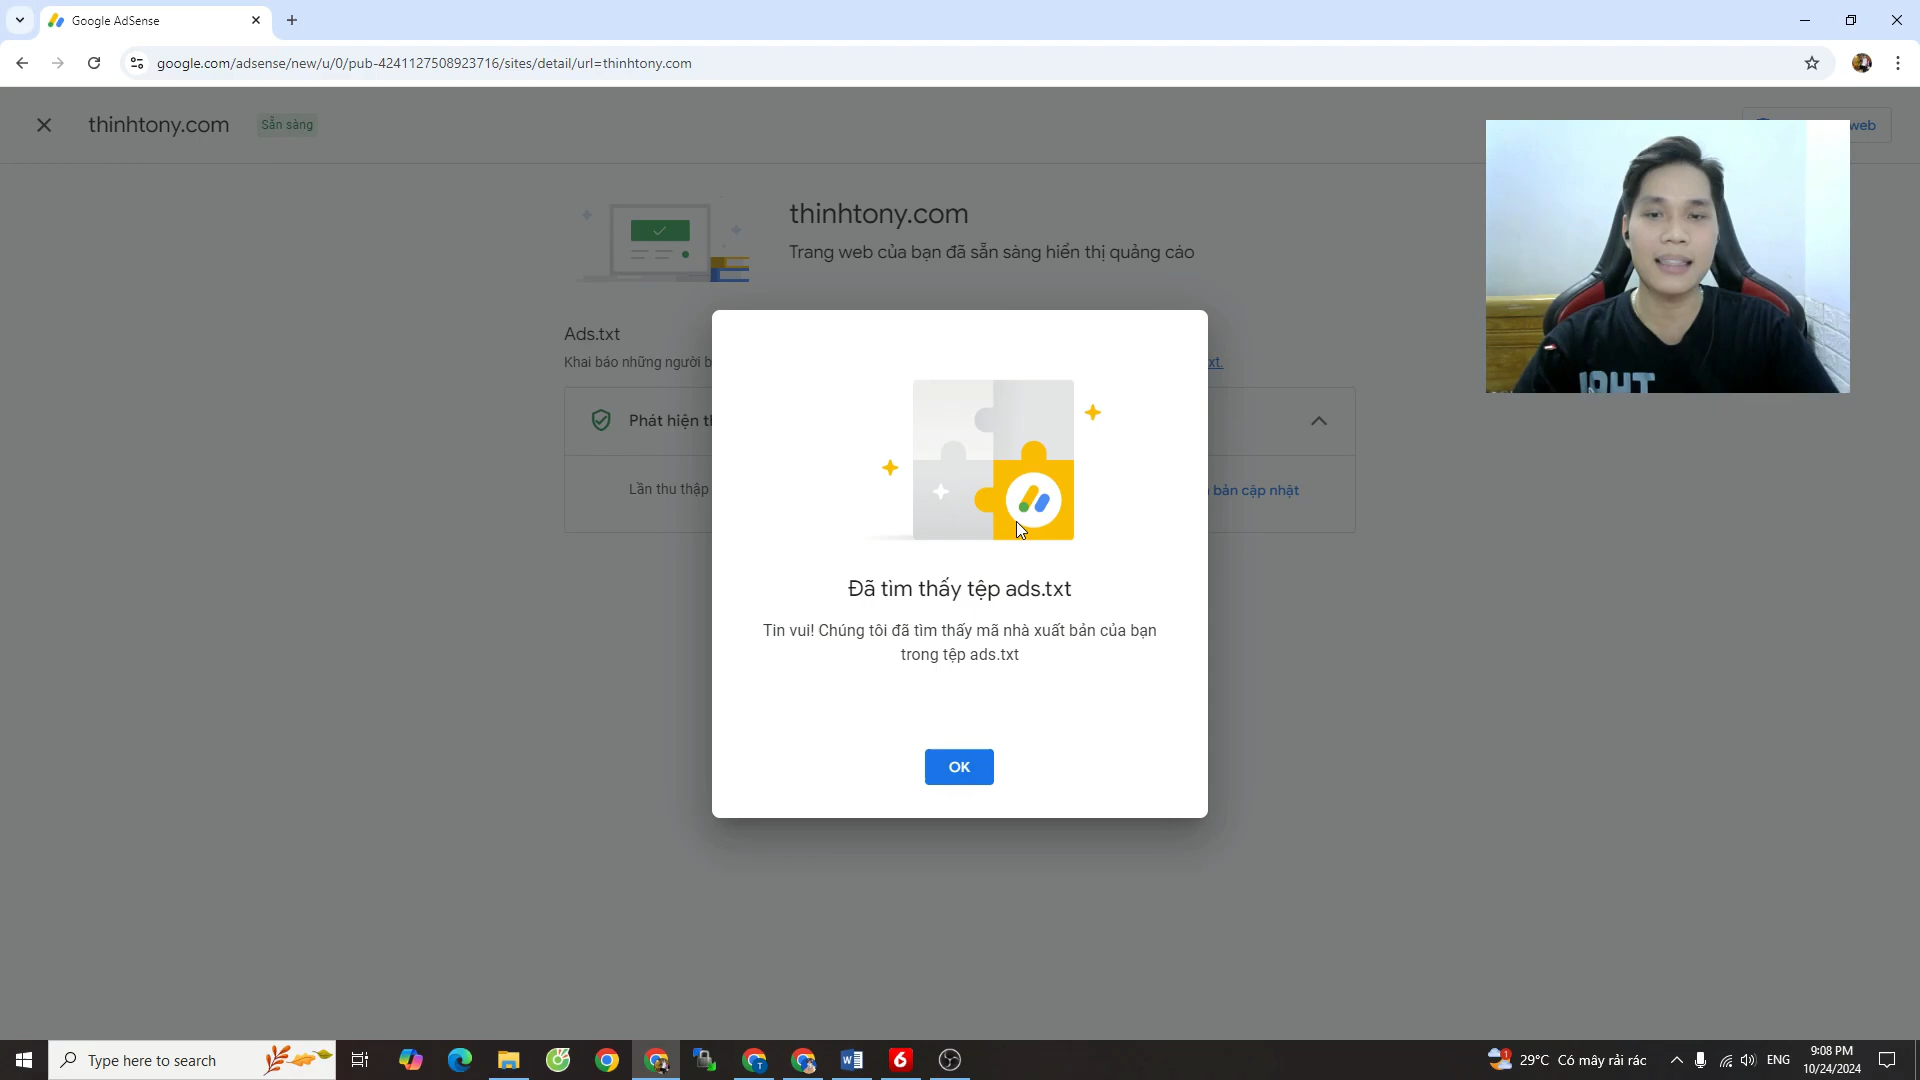 Google AdSense
google.com/adsense/new/u/0/pub-4241127508923716/sites/detail/url=thinhtony.com
thinhtony.com
Sẵn sàng
web
thinhtony.com
Trang web của bạn đã sẵn sàng hiển thị quảng cáo
Ads.txt
Khai báo những người
xt.
Phát hiện
Lần thu thập
bản cập nhật
Đã tìm thấy tệp ads.txt
Tin vui! Chúng tôi đã tìm thấy mã nhà xuất bản của bạn
trong tệp ads.txt
OK
Type here to search
29°C Có mây rải rác
ENG
9:08 PM
10/24/2024